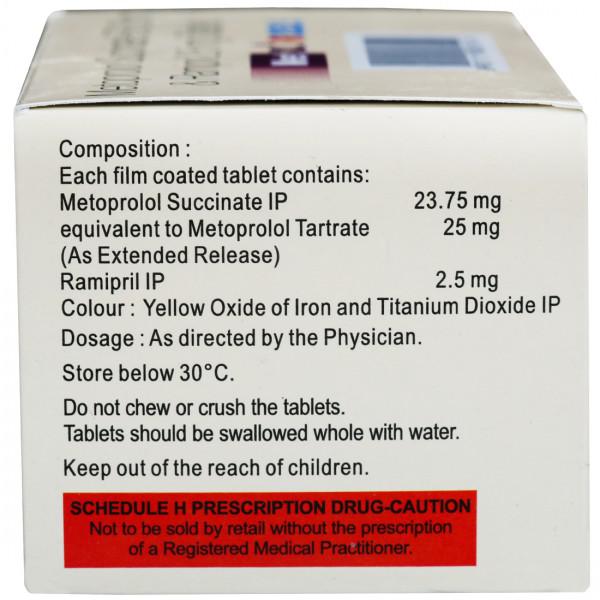 Composition :
Each film coated tablet contains:
Metoprolol Succinate IP 23.75 mg
equivalent to Metoprolol Tartrate 25 mg
(As Extended Release)
Ramipril IP 2.5 mg
Colour : Yellow Oxide of Iron and Titanium Dioxide IP
Dosage : As directed by the Physician.
Store below 30°C.
Do not chew or crush the tablets.
Tablets should be swallowed whole with water.
Keep out of the reach of children.
SCHEDULE H PRESCRIPTION DRUG-CAUTION
Not to be sold by retail without the prescription
of a Registered Medical Practitioner.